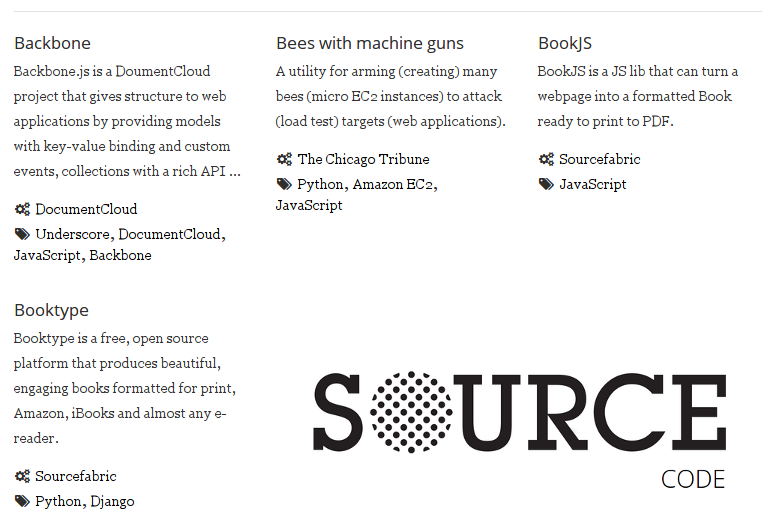 Backbone
Backbone.js is a DoumentCloud
project that gives structure to web
applications by providing models
with key-value binding and custom
events, collections with a rich API ...
DocumentCloud
Underscore, DocumentCloud,
JavaScript, Backbone
Bees with machine guns
A utility for arming (creating) many
bees (micro EC2 instances) to attack
(load test) targets (web applications).
The Chicago Tribune
Python, Amazon EC2,
JavaScript
BookJS
BookJS is a JS lib that can turn a
webpage into a formatted Book
ready to print to PDF.
Sourcefabric
JavaScript
Booktype
Booktype is a free, open source
platform that produces beautiful,
engaging books formatted for print,
Amazon, iBooks and almost any e-
reader.
Sourcefabric
Python, Django
SOURCE
CODE